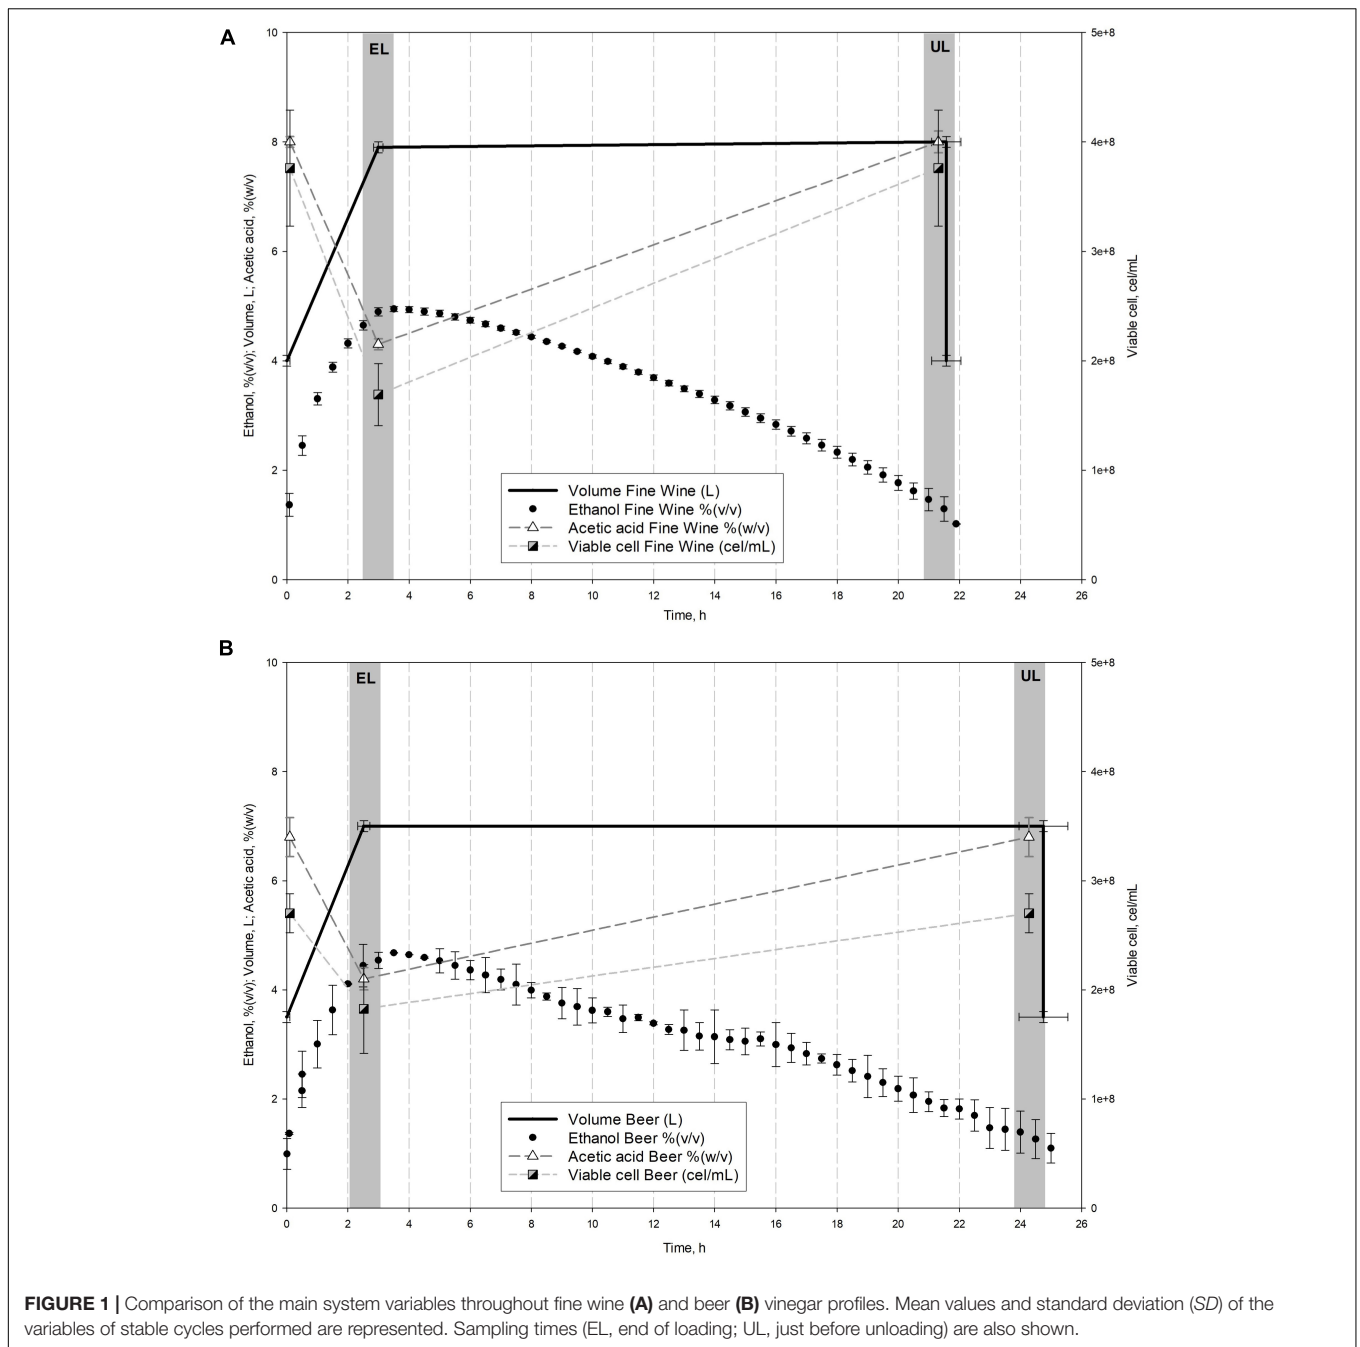 A
EL
UL
10
8
6
4
2
0
Ethanol, %(v/v); Volume, L; Acetic acid, %(w/v)
5e+8
4e+8
3e+8
2e+8
1e+8
0
Viable cell, cel/mL
Volume Fine Wine (L)
Ethanol Fine Wine %(v/v)
Acetic acid Fine Wine %(w/v)
Viable cell Fine Wine (cel/mL)
0 2 4 6 8 10 12 14 16 18 20 22 24 26
Time, h
B
EL
UL
10
8
6
4
2
0
Ethanol, %(v/v); Volume, L; Acetic acid, %(w/v)
5e+8
4e+8
3e+8
2e+8
1e+8
0
Viable cell, cel/mL
Volume Beer (L)
Ethanol Beer %(v/v)
Acetic acid Beer %(w/v)
Viable cell Beer (cel/mL)
0 2 4 6 8 10 12 14 16 18 20 22 24 26
Time, h
FIGURE 1 | Comparison of the main system variables throughout fine wine (A) and beer (B) vinegar profiles. Mean values and standard deviation (SD) of the
variables of stable cycles performed are represented. Sampling times (EL, end of loading; UL, just before unloading) are also shown.